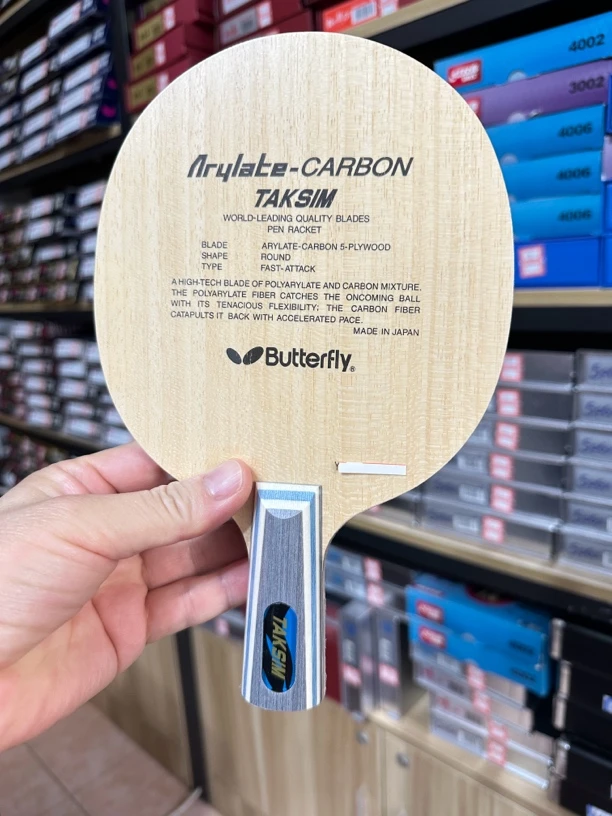 Arylate-CARBON
TAKSIM
WORLD-LEADING QUALITY BLADES
PEN RACKET
BLADE ARYLATE-CARBON 5-PLYWOOD
SHAPE ROUND
TYPE FAST-ATTACK
A HIGH-TECH BLADE OF POLYARYLATE AND CARBON MIXTURE.
THE POLYARYLATE FIBER CATCHES THE ONCOMING BALL
WITH ITS TENACIOUS FLEXIBILITY; THE CARBON FIBER
CATAPULTS IT BACK WITH ACCELERATED PACE.
MADE IN JAPAN
Butterfly®
TAKSIM
4002
3002
4006
4006
4006